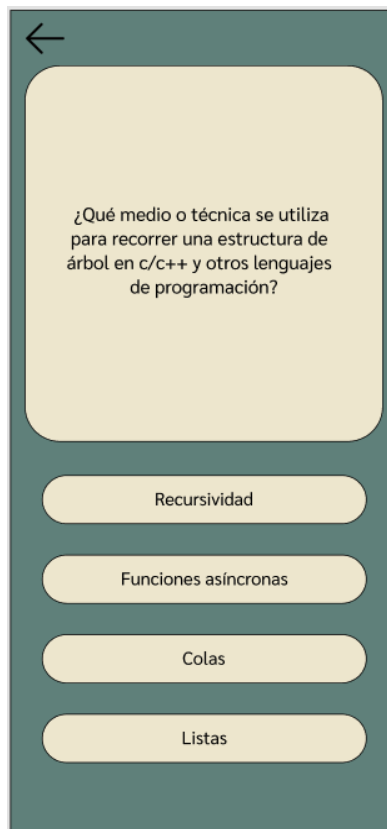 ¿Qué medio o técnica se utiliza
para recorrer una estructura de
árbol en c/c++ y otros lenguajes
de programación?
Recursividad
Funciones asíncronas
Colas
Listas